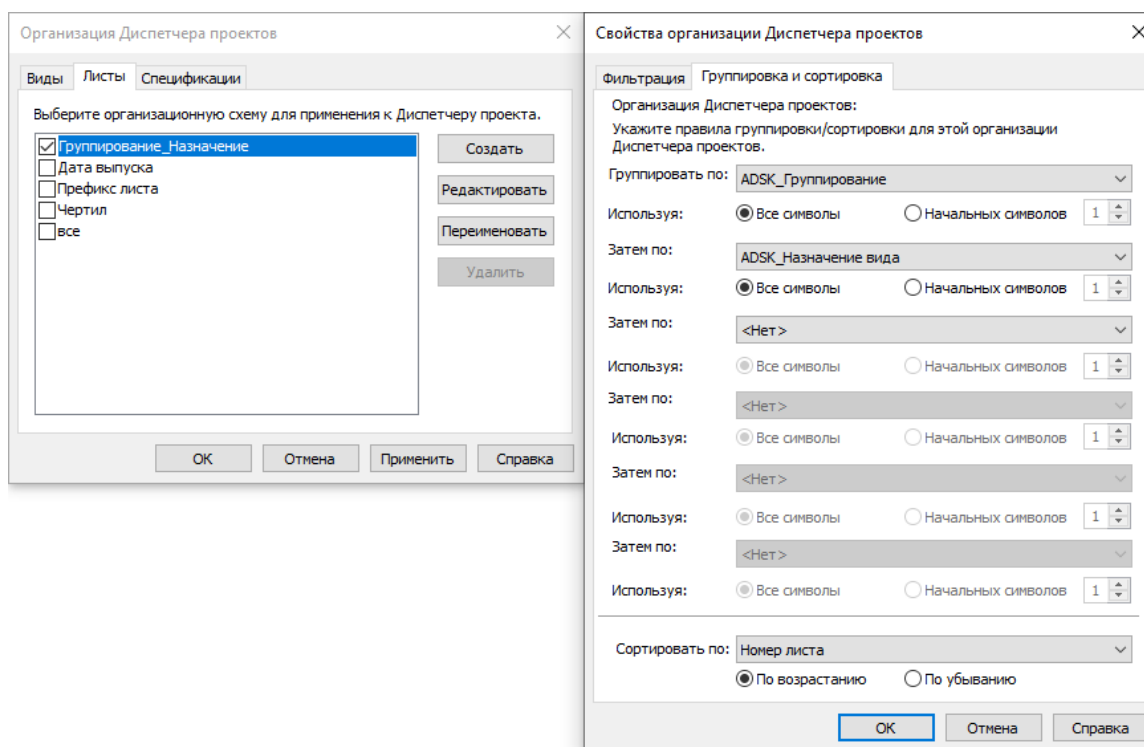 Организация Диспетчера проектов
Виды Листы Спецификации
Выберите организационную схему для применения к Диспетчеру проекта.
Группирование_Назначение
Дата выпуска
Префикс листа
Чертил
все
Создать
Редактировать
Переименовать
Удалить
ОК Отмена Применить Справка
Свойства организации Диспетчера проектов
Фильтрация Группировка и сортировка
Организация Диспетчера проектов:
Укажите правила группировки/сортировки для этой организации
Диспетчера проектов.
Группировать по: ADSK_Группирование
Используя: Все символы Начальных символов 1
Затем по: ADSK_Назначение вида
Используя: Все символы Начальных символов 1
Затем по: <Нет>
Используя: Все символы Начальных символов 1
Затем по: <Нет>
Используя: Все символы Начальных символов 1
Затем по: <Нет>
Используя: Все символы Начальных символов 1
Затем по: <Нет>
Используя: Все символы Начальных символов 1
Сортировать по: Номер листа
По возрастанию По убыванию
ОК Отмена Справка